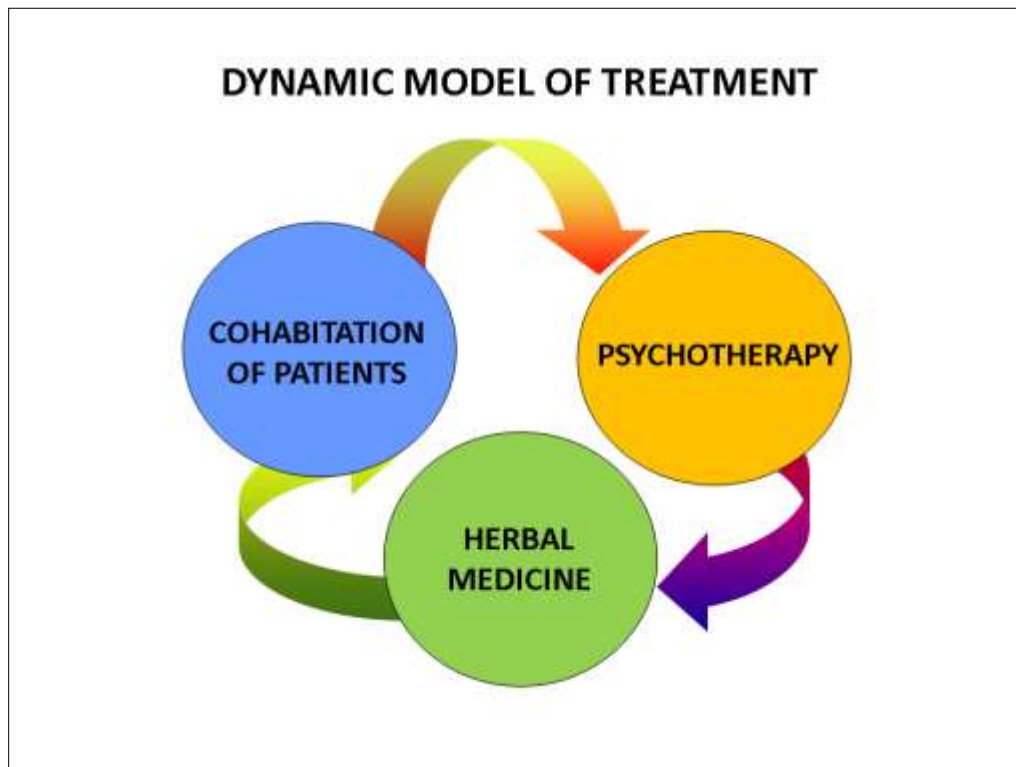 DYNAMIC MODEL OF TREATMENT
COHABITATION
OF PATIENTS
PSYCHOTHERAPY
HERBAL
MEDICINE